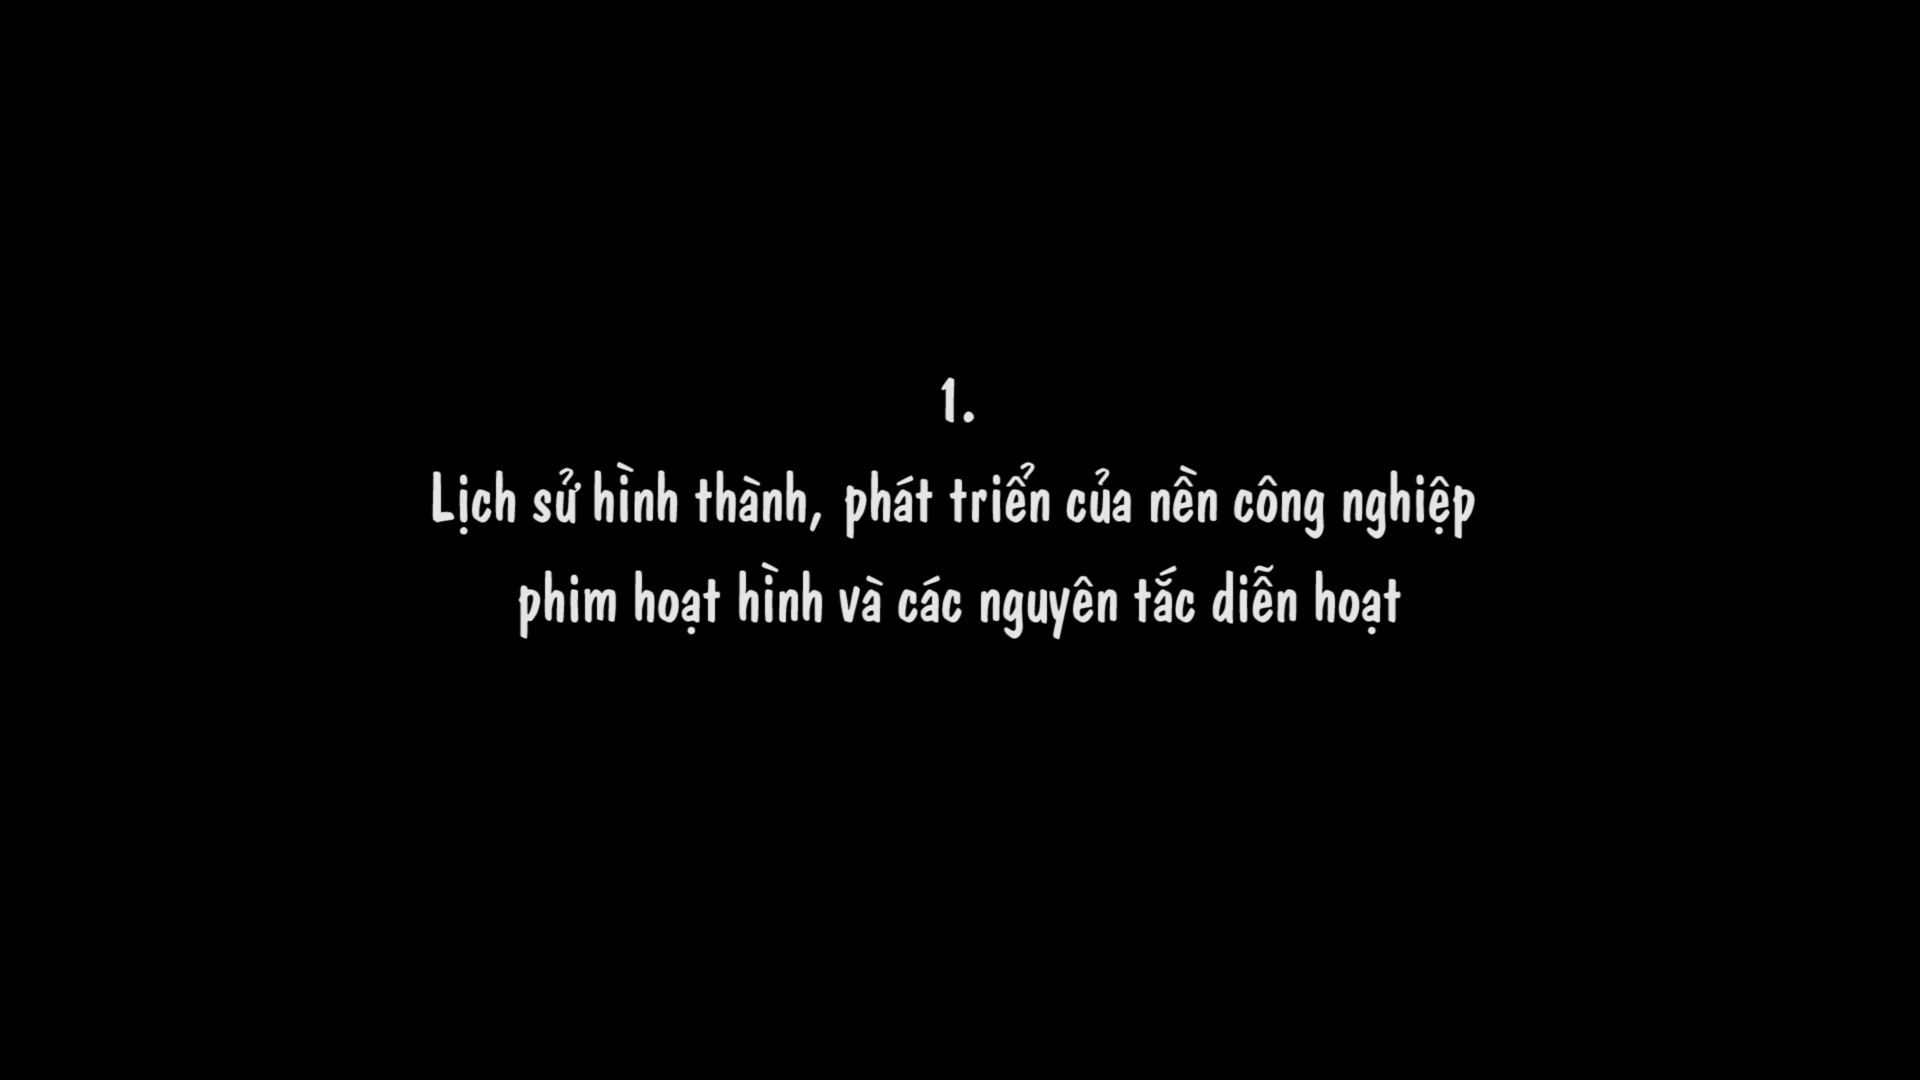 1.
Lịch sử hình thành, phát triển của nền công nghiệp
phim hoạt hình và các nguyên tắc diễn hoạt